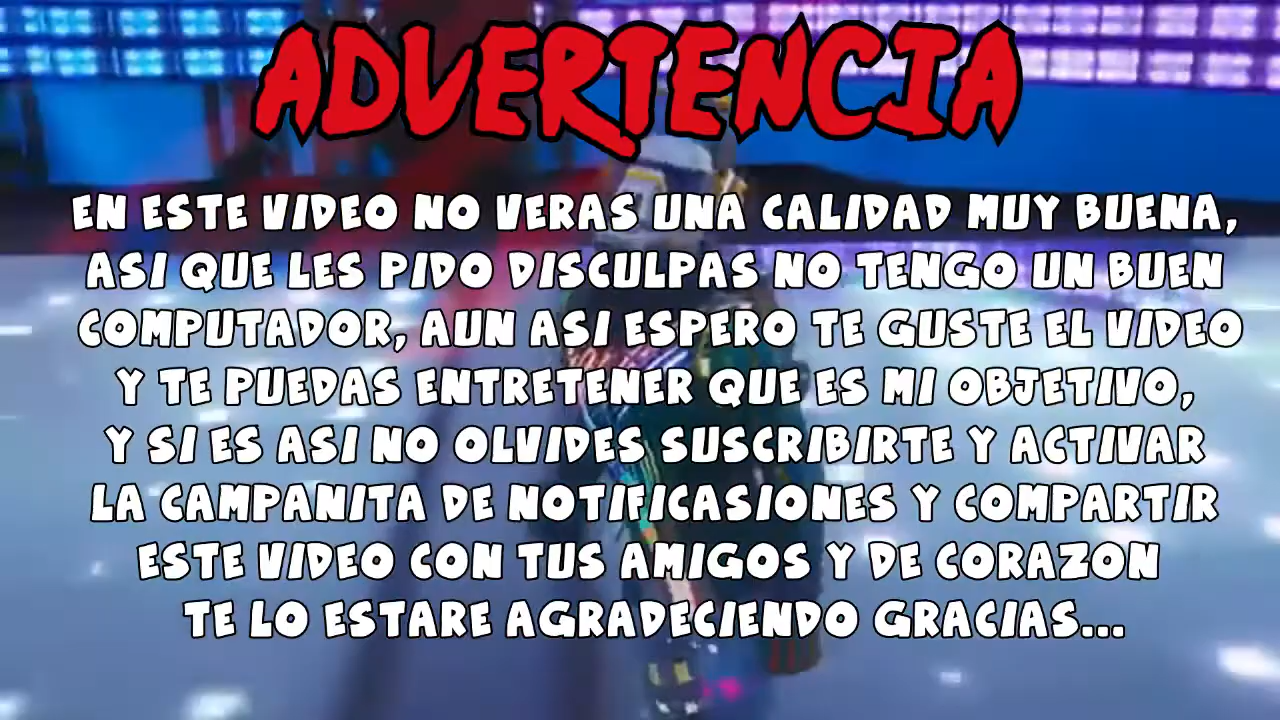 ADVERTENCIA
EN ESTE VIDEO NO VERAS UNA CALIDAD MUY BUENA,
ASI QUE LES PIDO DISCULPAS NO TENGO UN BUEN
COMPUTADOR, AUN ASI ESPERO TE GUSTE EL VIDEO
Y TE PUEDAS ENTRETENER QUE ES MI OBJETIVO,
Y SI ES ASI NO OLVIDES SUSCRIBIRTE Y ACTIVAR
LA CAMPANITA DE NOTIFICASIONES Y COMPARTIR
ESTE VIDEO CON TUS AMIGOS Y DE CORAZON
TE LO ESTARE AGRADECIENDO GRACIAS...